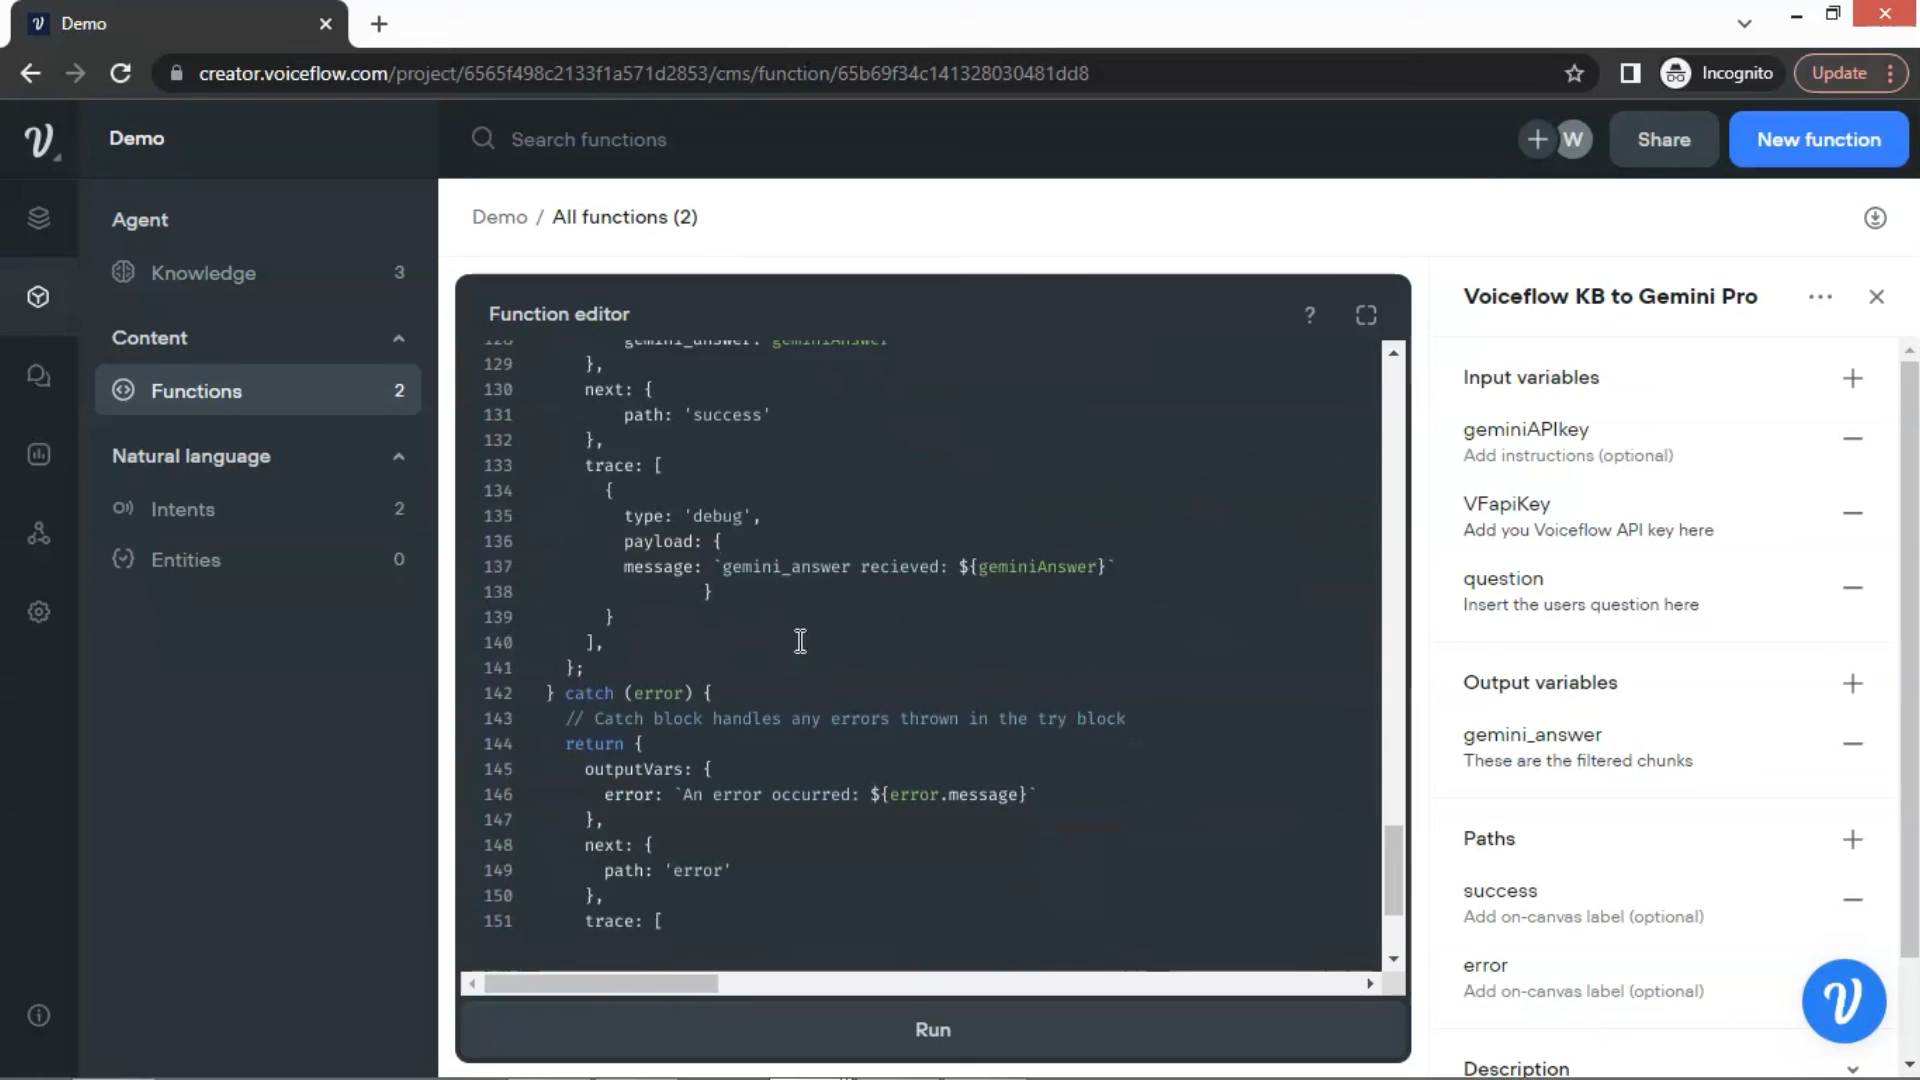 Demo
creator.voiceflow.com/project/6565f498c2133f1a571d2853/cms/function/65b69f34c141328030481dd8
Incognito
Update
Demo
Search functions
W
Share
New function
Agent
Knowledge 3
Content
Functions 2
Natural language
Intents 2
Entities 0
Demo / All functions (2)
Function editor
?
128 gemini_answer: geminiAnswer
129 },
130 next: {
131 path: 'success'
132 },
133 trace: [
134 {
135 type: 'debug',
136 payload: {
137 message: `gemini_answer recieved: ${geminiAnswer}`
138 }
139 }
140 ],
141 };
142 } catch (error) {
143 // Catch block handles any errors thrown in the try block
144 return {
145 outputVars: {
146 error: `An error occurred: ${error.message}`
147 },
148 next: {
149 path: 'error'
150 },
151 trace: [
Run
Voiceflow KB to Gemini Pro
Input variables
geminiAPIkey
Add instructions (optional)
VFapiKey
Add you Voiceflow API key here
question
Insert the users question here
Output variables
gemini_answer
These are the filtered chunks
Paths
success
Add on-canvas label (optional)
error
Add on-canvas label (optional)
Description